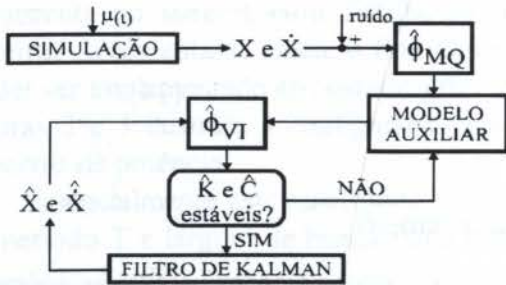 μ(t)
ruído
SIMULAÇÃO
X e Ẋ
+
Φ̂MQ
Φ̂VI
MODELO
AUXILIAR
X̂ e X̂̇
K̂ e Ĉ
estáveis?
NÃO
SIM
FILTRO DE KALMAN